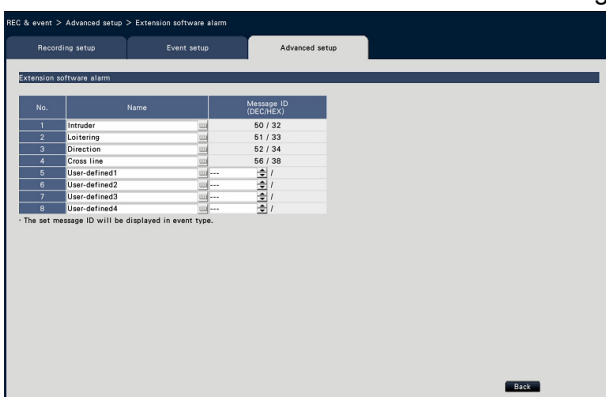 REC & event > Advanced setup > Extension software alarm
Recording setup Event setup Advanced setup
Extension software alarm
No. Name Message ID
(DEC/HEX)
1 Intruder 50 / 32
2 Loitering 51 / 33
3 Direction 52 / 34
4 Cross line 56 / 38
5 User-defined1 --- /
6 User-defined2 --- /
7 User-defined3 --- /
8 User-defined4 --- /
· The set message ID will be displayed in event type.
Back